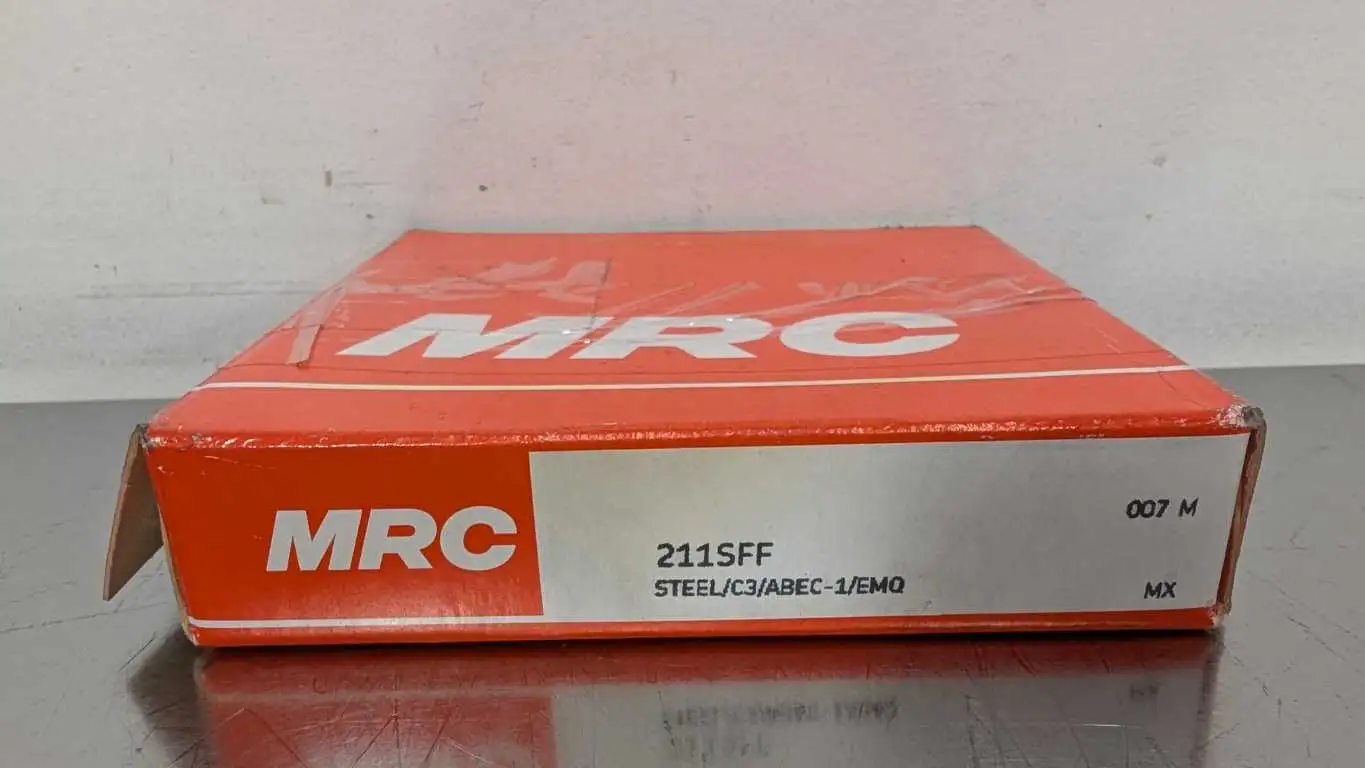 MRC
MRC
211SFF
STEEL/C3/ABEC-1/EMQ
007 M
MX